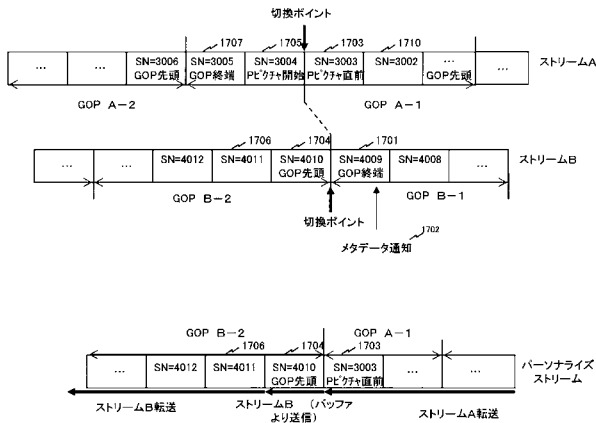 切換ポイント
1707
1705
1703
1710
… … SN=3006 SN=3005 SN=3004 SN=3003 SN=3002 … …
GOP先頭 GOP終端 Pピクチャ開始 Pピクチャ直前 GOP先頭
ストリームA
GOP A-2
GOP A-1
1706
1704
1701
… … SN=4012 SN=4011 SN=4010 SN=4009 SN=4008 …
GOP先頭 GOP終端
ストリームB
GOP B-2
GOP B-1
切換ポイント
メタデータ通知
1702
GOP B-2
GOP A-1
1706
1704
1703
… SN=4012 SN=4011 SN=4010 SN=3003 … …
GOP先頭 Pピクチャ直前
パーソナライズ
ストリーム
ストリームB転送
ストリームB (バッファ
より送信)
ストリームA転送